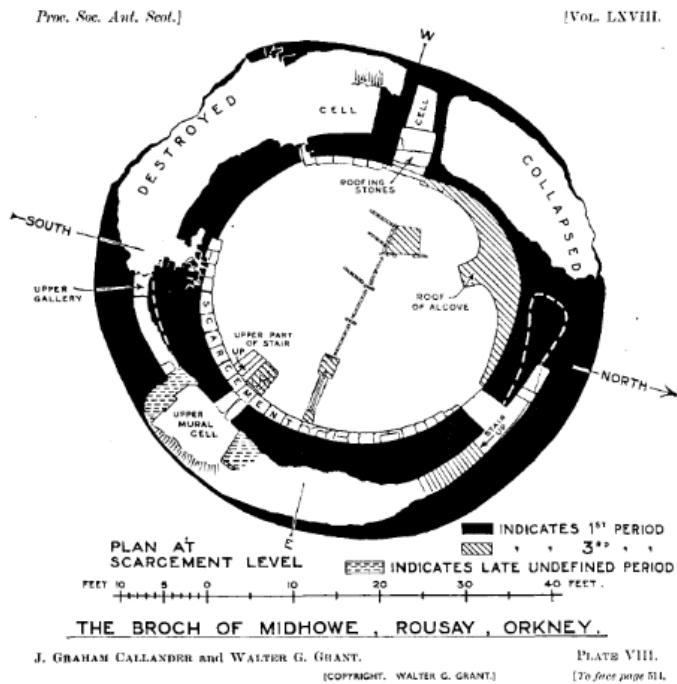 Proc. Soc. Ant. Scot.]
[VOL. LXVIII.
W
CELL
CELL
DESTROYED
COLLAPSED
ROOFING
STONES
SOUTH
UPPER
GALLERY
ROOF
OF ALCOVE
SCARCEMENT
UPPER PART
OF STAIR
UP
NORTH
UPPER
MURAL
CELL
STAIR
UP
E
PLAN AT
SCARCEMENT LEVEL
INDICATES 1ST PERIOD
" " 3RD " "
INDICATES LATE UNDEFINED PERIOD
FEET 10 5 0 10 20 30 40 FEET.
THE BROCH OF MIDHOWE, ROUSAY, ORKNEY.
J. GRAHAM CALLANDER and WALTER G. GRANT.
PLATE VIII.
[COPYRIGHT. WALTER G. GRANT.]
[To face page 511.